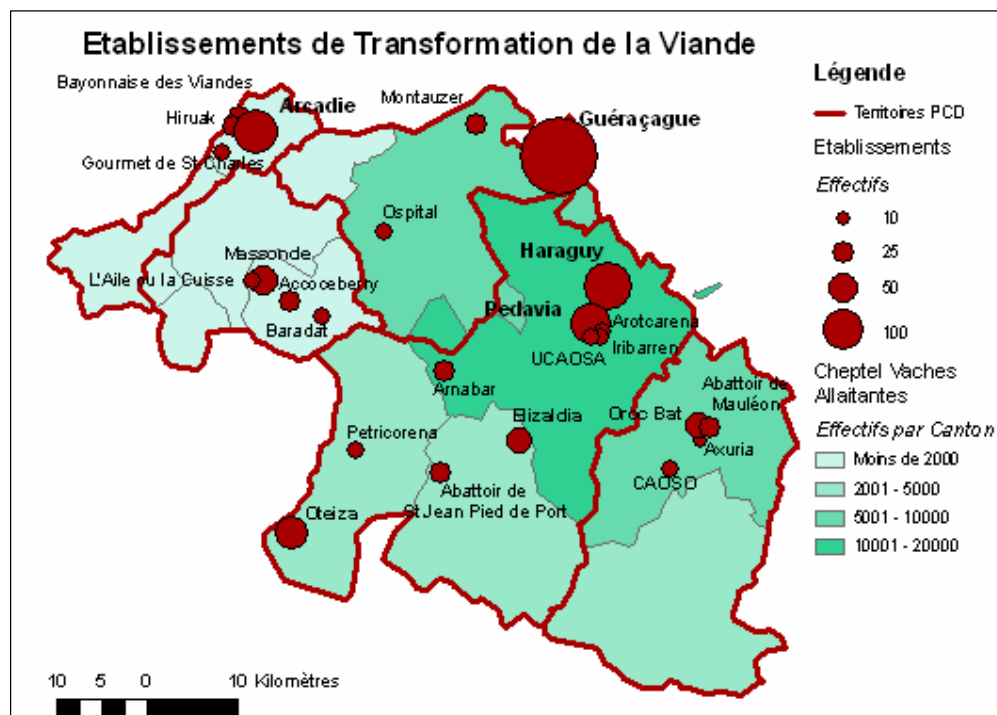 Etablissements de Transformation de la Viande
Bayonnaise des Viandes
Hiruak
Arcadie
Gourmet de St Charles
Montauzer
Guéraçague
Ospital
Massonde
L'Aile ou la Cuisse
Accoceberry
Baradat
Haraguy
Pedavia
Arotcarena
Iribarren
UCAOSA
Arnabar
Elizaldia
Petricorena
Abattoir de
St Jean Pied de Port
Oteiza
Oroc Bat
Abattoir de
Mauléon
Axuria
CAOSO
10 5 0 10 Kilomètres
Légende
Territoires PCD
Etablissements
Effectifs
10
25
50
100
Cheptel Vaches
Allaitantes
Effectifs par Canton
Moins de 2000
2001 - 5000
5001 - 10000
10001 - 20000